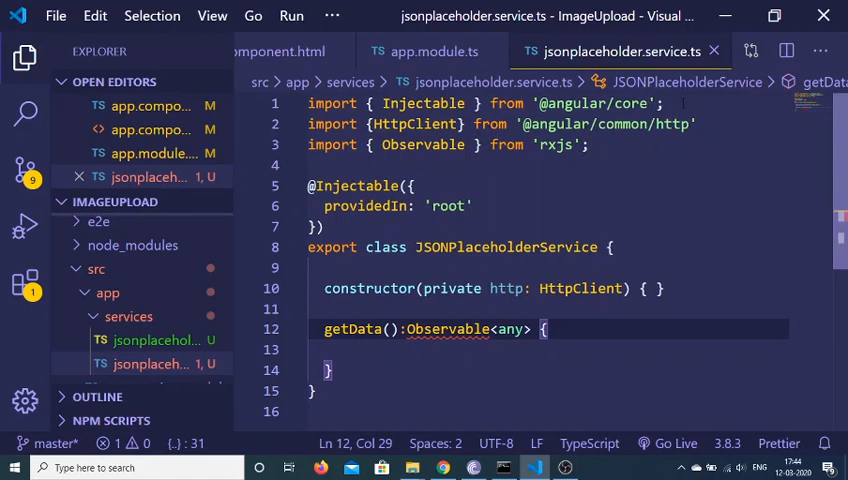 File Edit Selection View Go Run ··· jsonplaceholder.service.ts - ImageUpload - Visual ...
EXPLORER ···
omponent.html
app.module.ts
jsonplaceholder.service.ts
src > app > services > jsonplaceholder.service.ts > JSONPlaceholderService > getData
OPEN EDITORS
app.compo... M
<> app.compo... M
app.module.... M
jsonplaceh... 1, U
IMAGEUPLOAD
e2e
node_modules
src
app
services
jsonplacehol... U
jsonplaceh... 1, U
OUTLINE
NPM SCRIPTS
9
1
1 import { Injectable } from '@angular/core';
2 import {HttpClient} from '@angular/common/http'
3 import { Observable } from 'rxjs';
4
5 @Injectable({
6 providedIn: 'root'
7 })
8 export class JSONPlaceholderService {
9
10 constructor(private http: HttpClient) { }
11
12 getData():Observable<any> {
13
14 }
15 }
16
master* 1 0 {..} : 31 Ln 12, Col 29 Spaces: 2 UTF-8 LF TypeScript Go Live 3.8.3 Prettier
Type here to search
ENG
17:44
12-03-2020